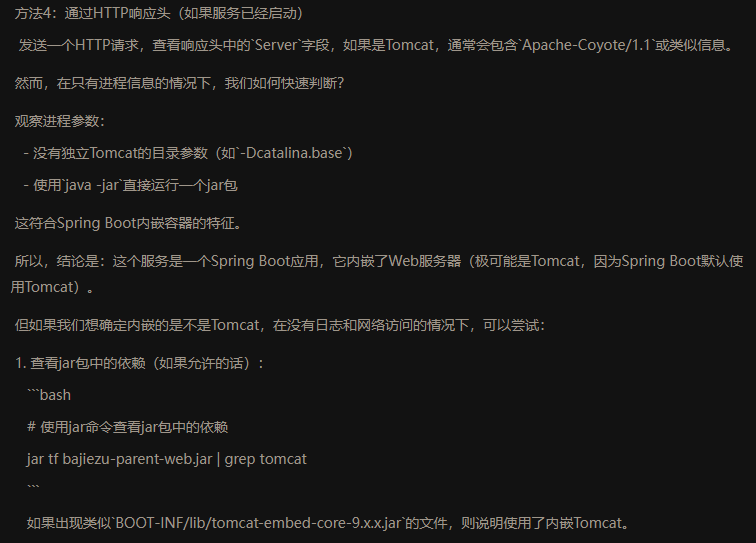 方法4：通过HTTP响应头（如果服务已经启动）
发送一个HTTP请求，查看响应头中的`Server`字段，如果是Tomcat，通常会包含`Apache-Coyote/1.1`或类似信息。
然而，在只有进程信息的情况下，我们如何快速判断？
观察进程参数：
- 没有独立Tomcat的目录参数（如`-Dcatalina.base`）
- 使用`java -jar`直接运行一个jar包
这符合Spring Boot内嵌容器的特征。
所以，结论是：这个服务是一个Spring Boot应用，它内嵌了Web服务器（极可能是Tomcat，因为Spring Boot默认使
用Tomcat）。
但如果我们想确定内嵌的是不是Tomcat，在没有日志和网络访问的情况下，可以尝试：
1. 查看jar包中的依赖（如果允许的话）：
```bash
# 使用jar命令查看jar包中的依赖
jar tf bajiezu-parent-web.jar | grep tomcat
```
如果出现类似`BOOT-INF/lib/tomcat-embed-core-9.x.x.jar`的文件，则说明使用了内嵌Tomcat。